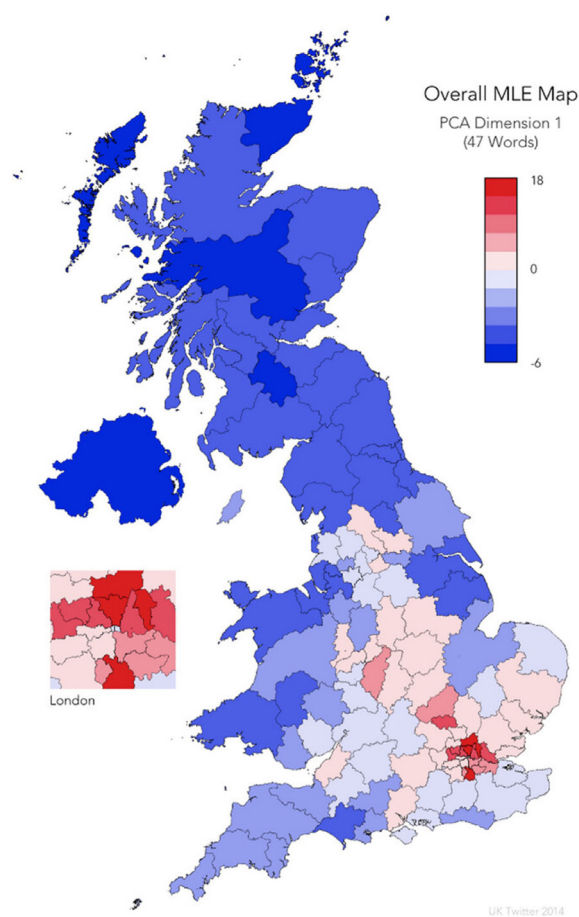 Overall MLE Map
PCA Dimension 1
(47 Words)
18
0
-6
London
UK Twitter 2014